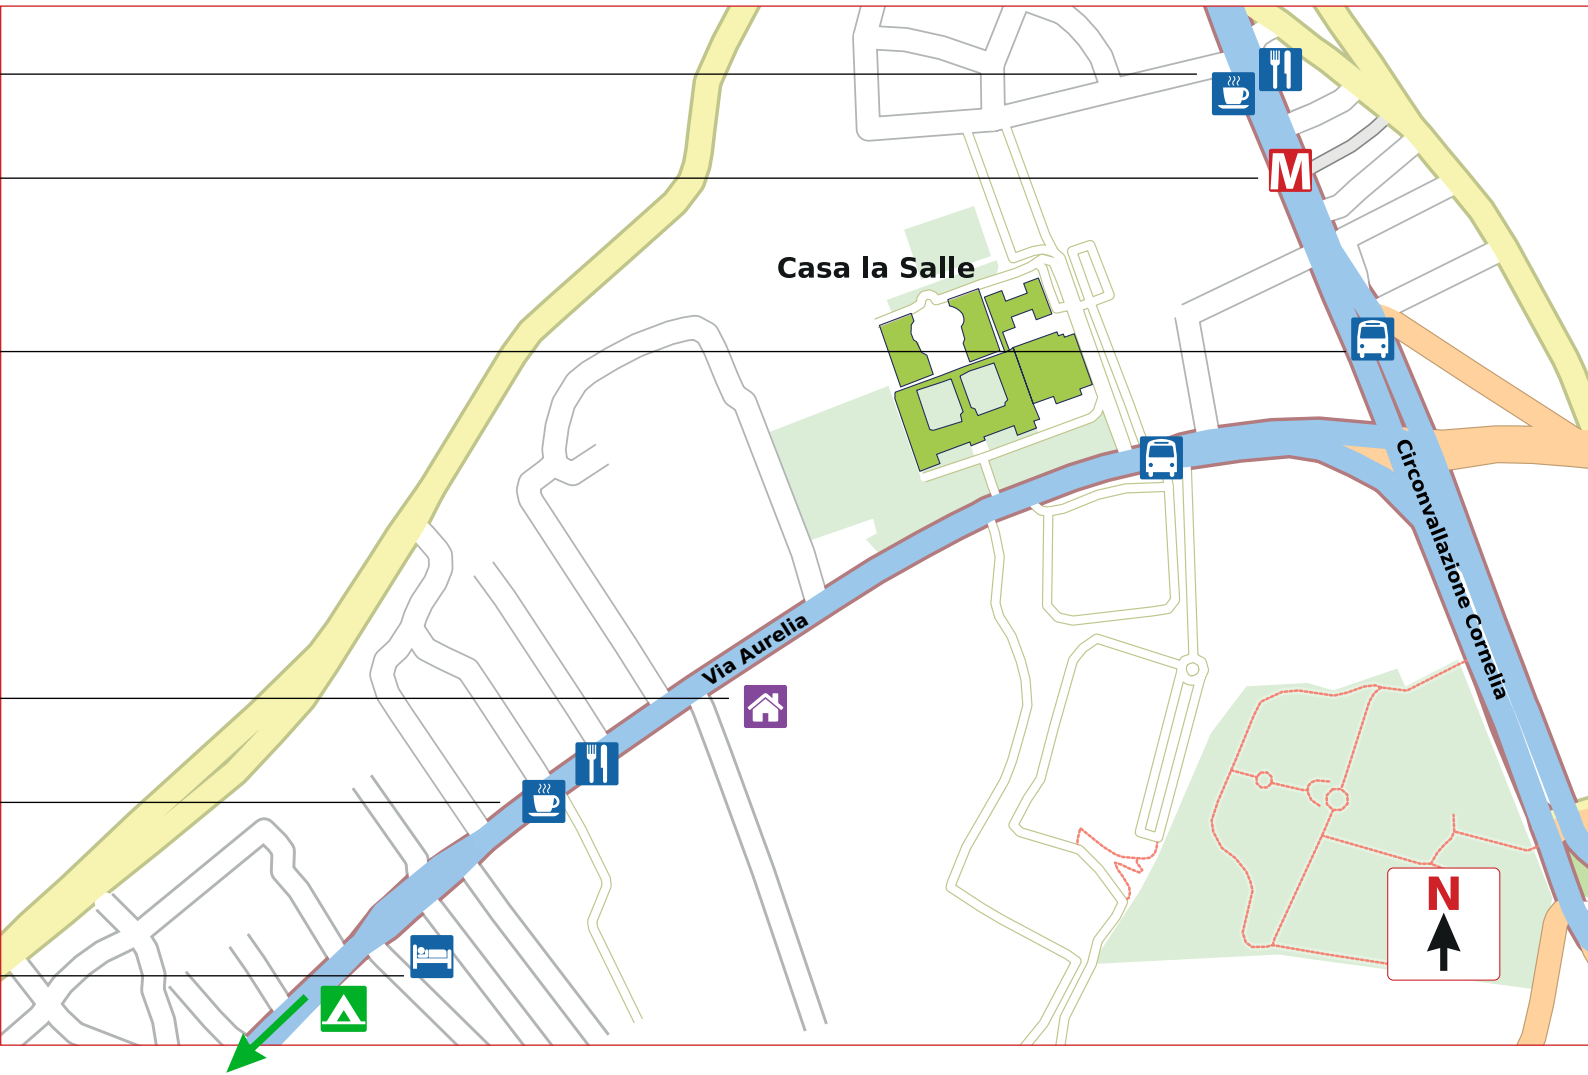 M
Casa la Salle
Circonvallazione Cornelia
Via Aurelia
N